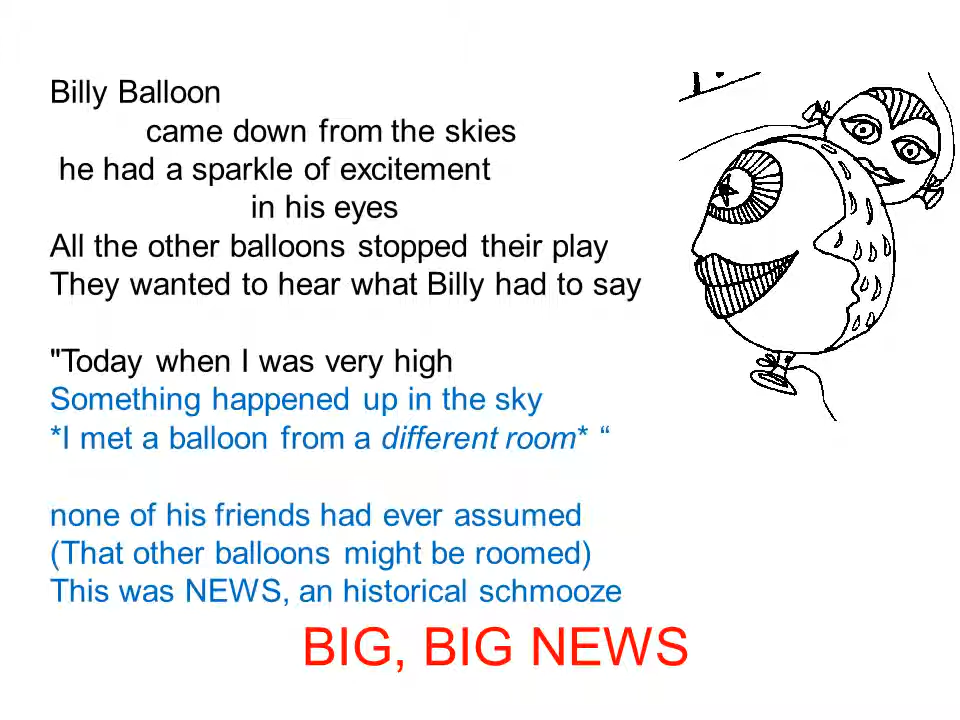 Billy Balloon
came down from the skies
he had a sparkle of excitement
in his eyes
All the other balloons stopped their play
They wanted to hear what Billy had to say
"Today when I was very high
Something happened up in the sky
*I met a balloon from a different room* “
none of his friends had ever assumed
(That other balloons might be roomed)
This was NEWS, an historical schmooze
BIG, BIG NEWS